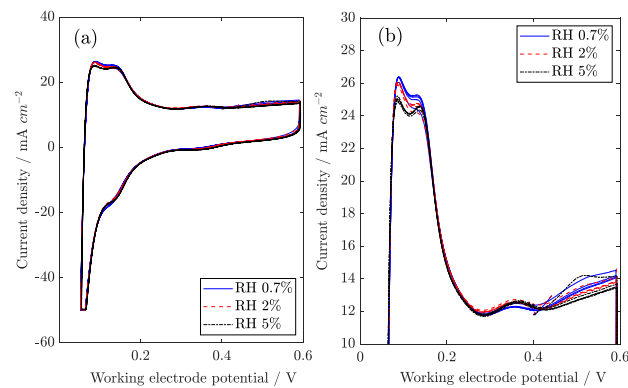 (a)
40
20
0
-20
-40
-60
0.2
0.4
0.6
Current density / mA cm⁻²
Working electrode potential / V
RH 0.7%
RH 2%
RH 5%
(b)
30
28
26
24
22
20
18
16
14
12
10
0
0.2
0.4
0.6
Current density / mA cm⁻²
Working electrode potential / V
RH 0.7%
RH 2%
RH 5%